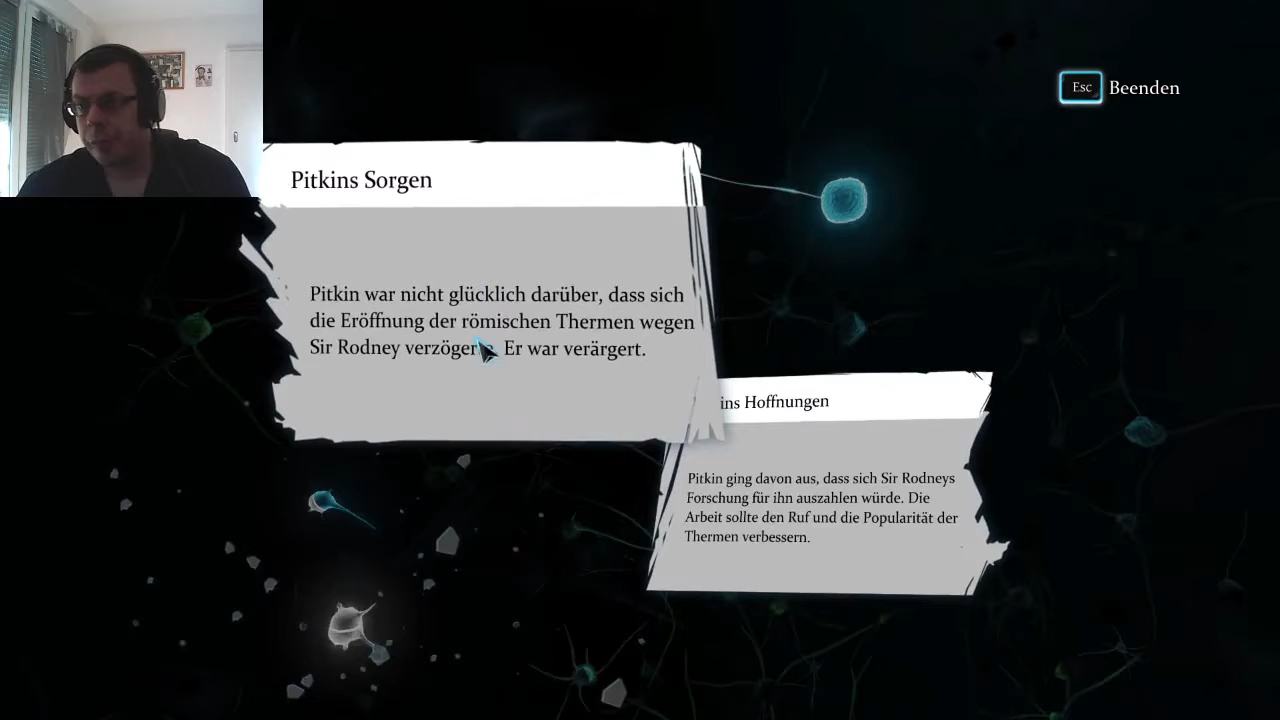 Esc Beenden
Pitkins Sorgen
Pitkin war nicht glücklich darüber, dass sich
die Eröffnung der römischen Thermen wegen
Sir Rodney Er war verärgert.
ins Hoffnungen
Pitkin ging davon aus, dass sich Sir Rodneys
Forschung für ihn auszahlen würde. Die
Arbeit sollte den Ruf und die Popularität der
Thermen verbessern.